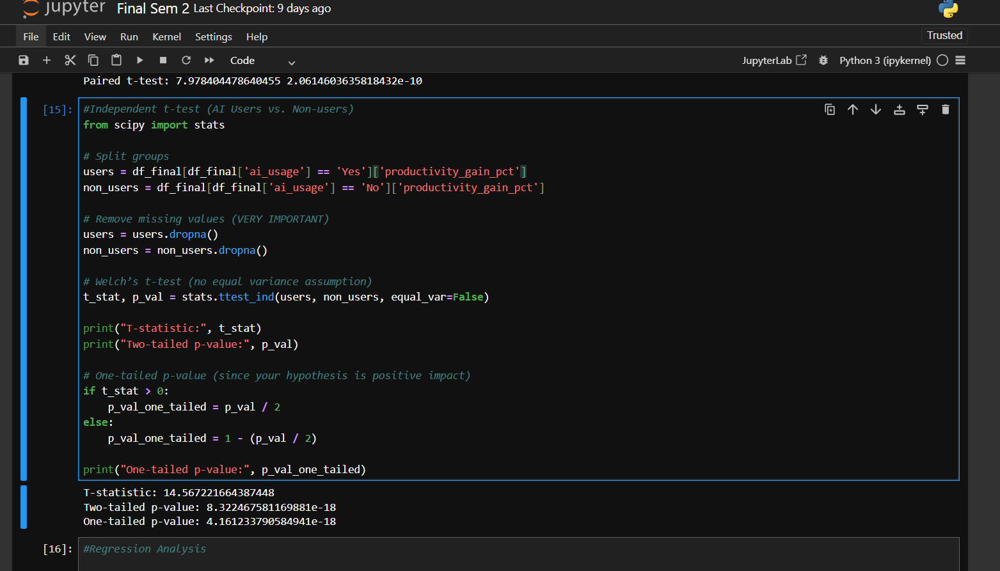 jupyter Final Sem 2 Last Checkpoint: 9 days ago
File Edit View Run Kernel Settings Help Trusted
Code JupyterLab Python 3 (ipykernel)
Paired t-test: 7.978404478640455 2.0614603635818432e-10
[15]: #Independent t-test (AI Users vs. Non-users)
from scipy import stats
# Split groups
users = df_final[df_final['ai_usage'] == 'Yes']['productivity_gain_pct']
non_users = df_final[df_final['ai_usage'] == 'No']['productivity_gain_pct']
# Remove missing values (VERY IMPORTANT)
users = users.dropna()
non_users = non_users.dropna()
# Welch’s t-test (no equal variance assumption)
t_stat, p_val = stats.ttest_ind(users, non_users, equal_var=False)
print("T-statistic:", t_stat)
print("Two-tailed p-value:", p_val)
# One-tailed p-value (since your hypothesis is positive impact)
if t_stat > 0:
    p_val_one_tailed = p_val / 2
else:
    p_val_one_tailed = 1 - (p_val / 2)
print("One-tailed p-value:", p_val_one_tailed)
T-statistic: 14.567221664387448
Two-tailed p-value: 8.322467581169881e-18
One-tailed p-value: 4.161233790584941e-18
[16]: #Regression Analysis